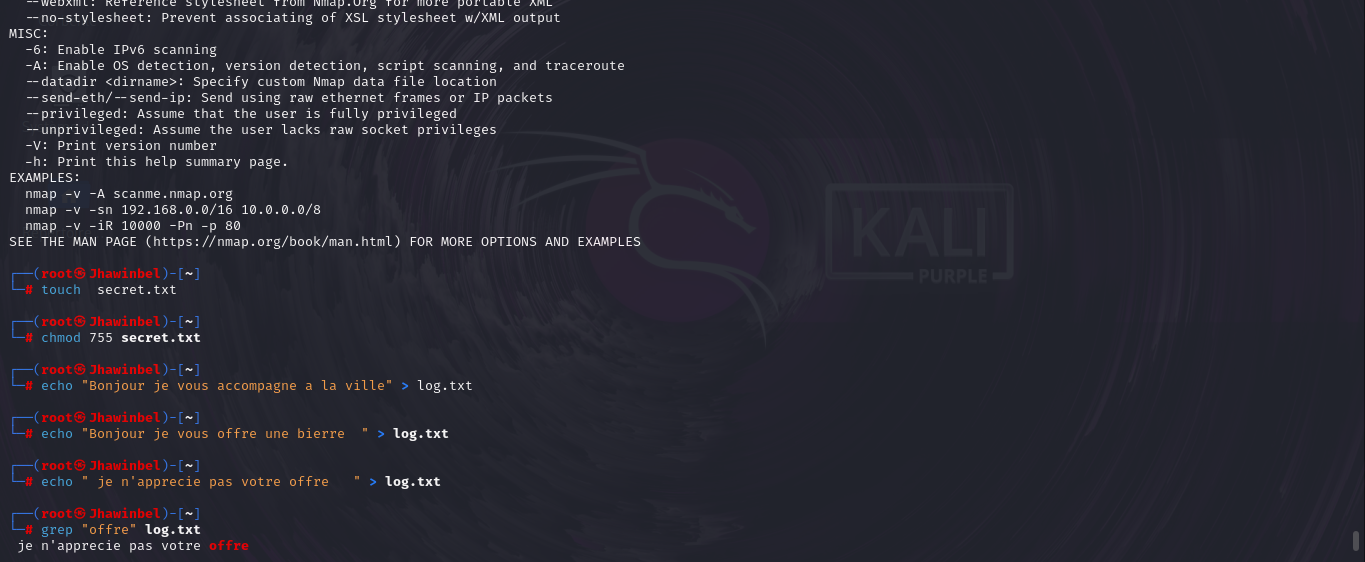 --webxml: Reference stylesheet from Nmap.Org for more portable XML
--no-stylesheet: Prevent associating of XSL stylesheet w/XML output
MISC:
-6: Enable IPv6 scanning
-A: Enable OS detection, version detection, script scanning, and traceroute
--datadir <dirname>: Specify custom Nmap data file location
--send-eth/--send-ip: Send using raw ethernet frames or IP packets
--privileged: Assume that the user is fully privileged
--unprivileged: Assume the user lacks raw socket privileges
-V: Print version number
-h: Print this help summary page.
EXAMPLES:
nmap -v -A scanme.nmap.org
nmap -v -sn 192.168.0.0/16 10.0.0.0/8
nmap -v -iR 10000 -Pn -p 80
SEE THE MAN PAGE (https://nmap.org/book/man.html) FOR MORE OPTIONS AND EXAMPLES
┌──(root㉿Jhawinbel)-[~]
└─# touch  secret.txt
┌──(root㉿Jhawinbel)-[~]
└─# chmod 755 secret.txt
┌──(root㉿Jhawinbel)-[~]
└─# echo "Bonjour je vous accompagne a la ville" > log.txt
┌──(root㉿Jhawinbel)-[~]
└─# echo "Bonjour je vous offre une bierre  " > log.txt
┌──(root㉿Jhawinbel)-[~]
└─# echo " je n'apprecie pas votre offre   " > log.txt
┌──(root㉿Jhawinbel)-[~]
└─# grep "offre" log.txt
je n'apprecie pas votre offre
KALI
PURPLE